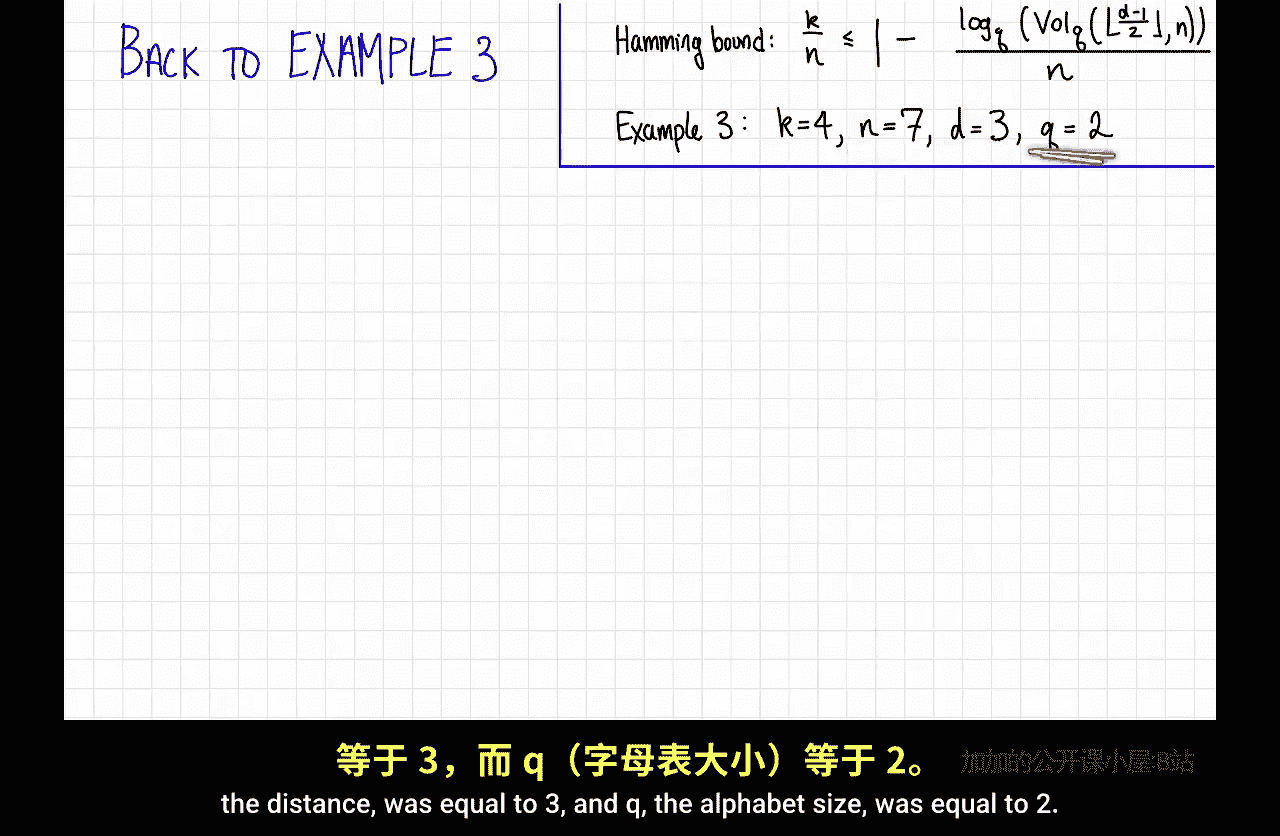 BACK TO EXAMPLE 3
Hamming bound: k/n ≤ 1 - log_q (Vol_q(⌊d-1/2⌋, n))/n
Example 3: k=4, n=7, d=3, q=2
等于 3，而 q（字母表大小）等于 2。
加加的公开课小屋:B站
the distance, was equal to 3, and q, the alphabet size, was equal to 2.